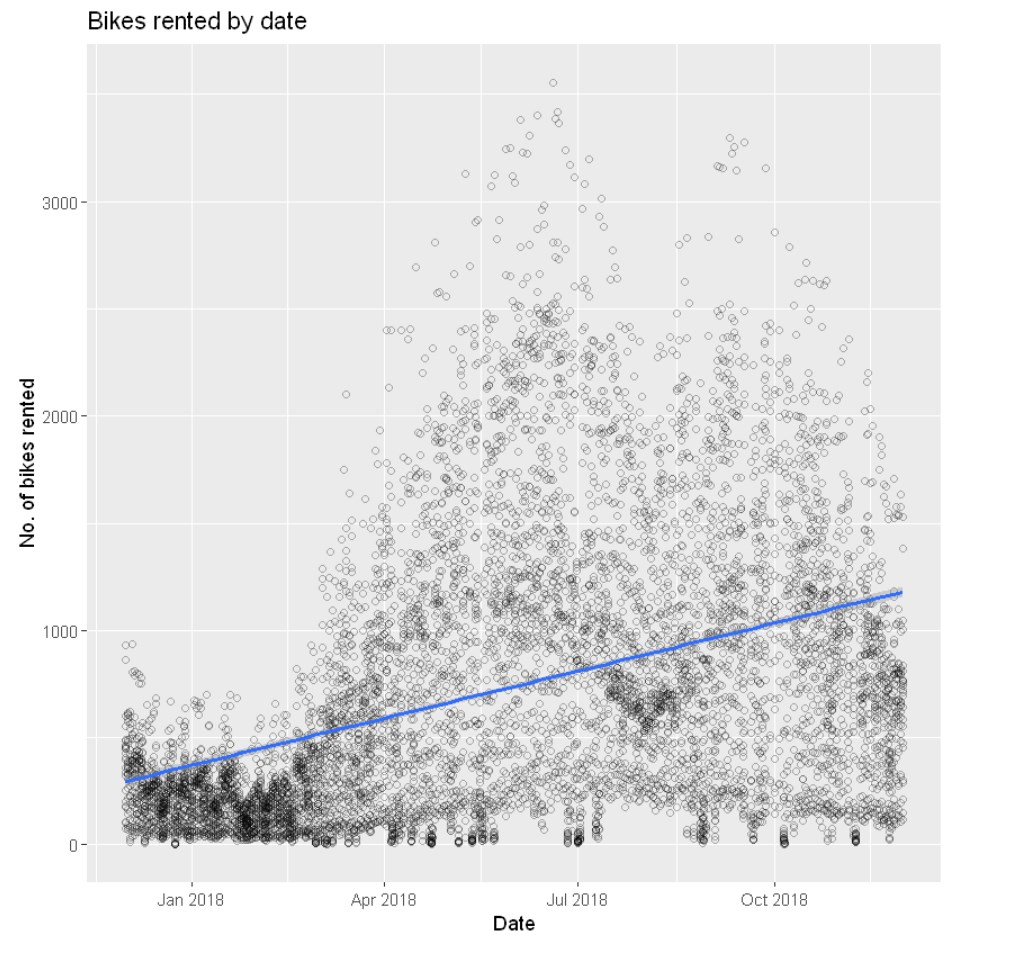 Bikes rented by date
No. of bikes rented
3000
2000
1000
0
Jan 2018
Apr 2018
Jul 2018
Oct 2018
Date